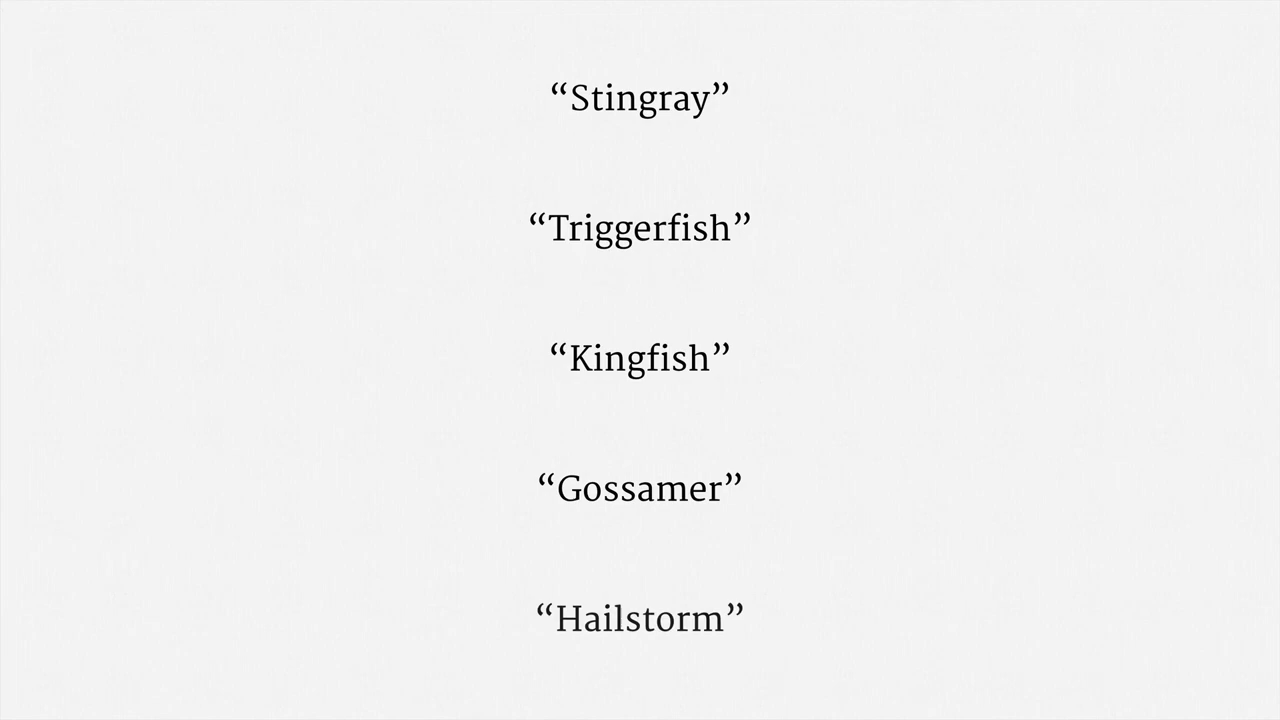 “Stingray”
“Triggerfish”
“Kingfish”
“Gossamer”
“Hailstorm”